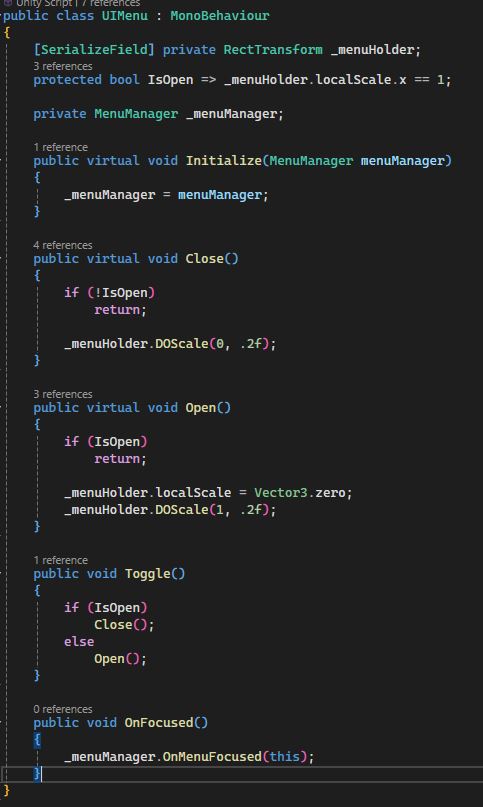 Unity Script | 7 references
public class UIMenu : MonoBehaviour
{
[SerializeField] private RectTransform _menuHolder;
3 references
protected bool IsOpen => _menuHolder.localScale.x == 1;
private MenuManager _menuManager;
1 reference
public virtual void Initialize(MenuManager menuManager)
{
_menuManager = menuManager;
}
4 references
public virtual void Close()
{
if (!IsOpen)
return;
_menuHolder.DOScale(0, .2f);
}
3 references
public virtual void Open()
{
if (IsOpen)
return;
_menuHolder.localScale = Vector3.zero;
_menuHolder.DOScale(1, .2f);
}
1 reference
public void Toggle()
{
if (IsOpen)
Close();
else
Open();
}
0 references
public void OnFocused()
{
_menuManager.OnMenuFocused(this);
}
}